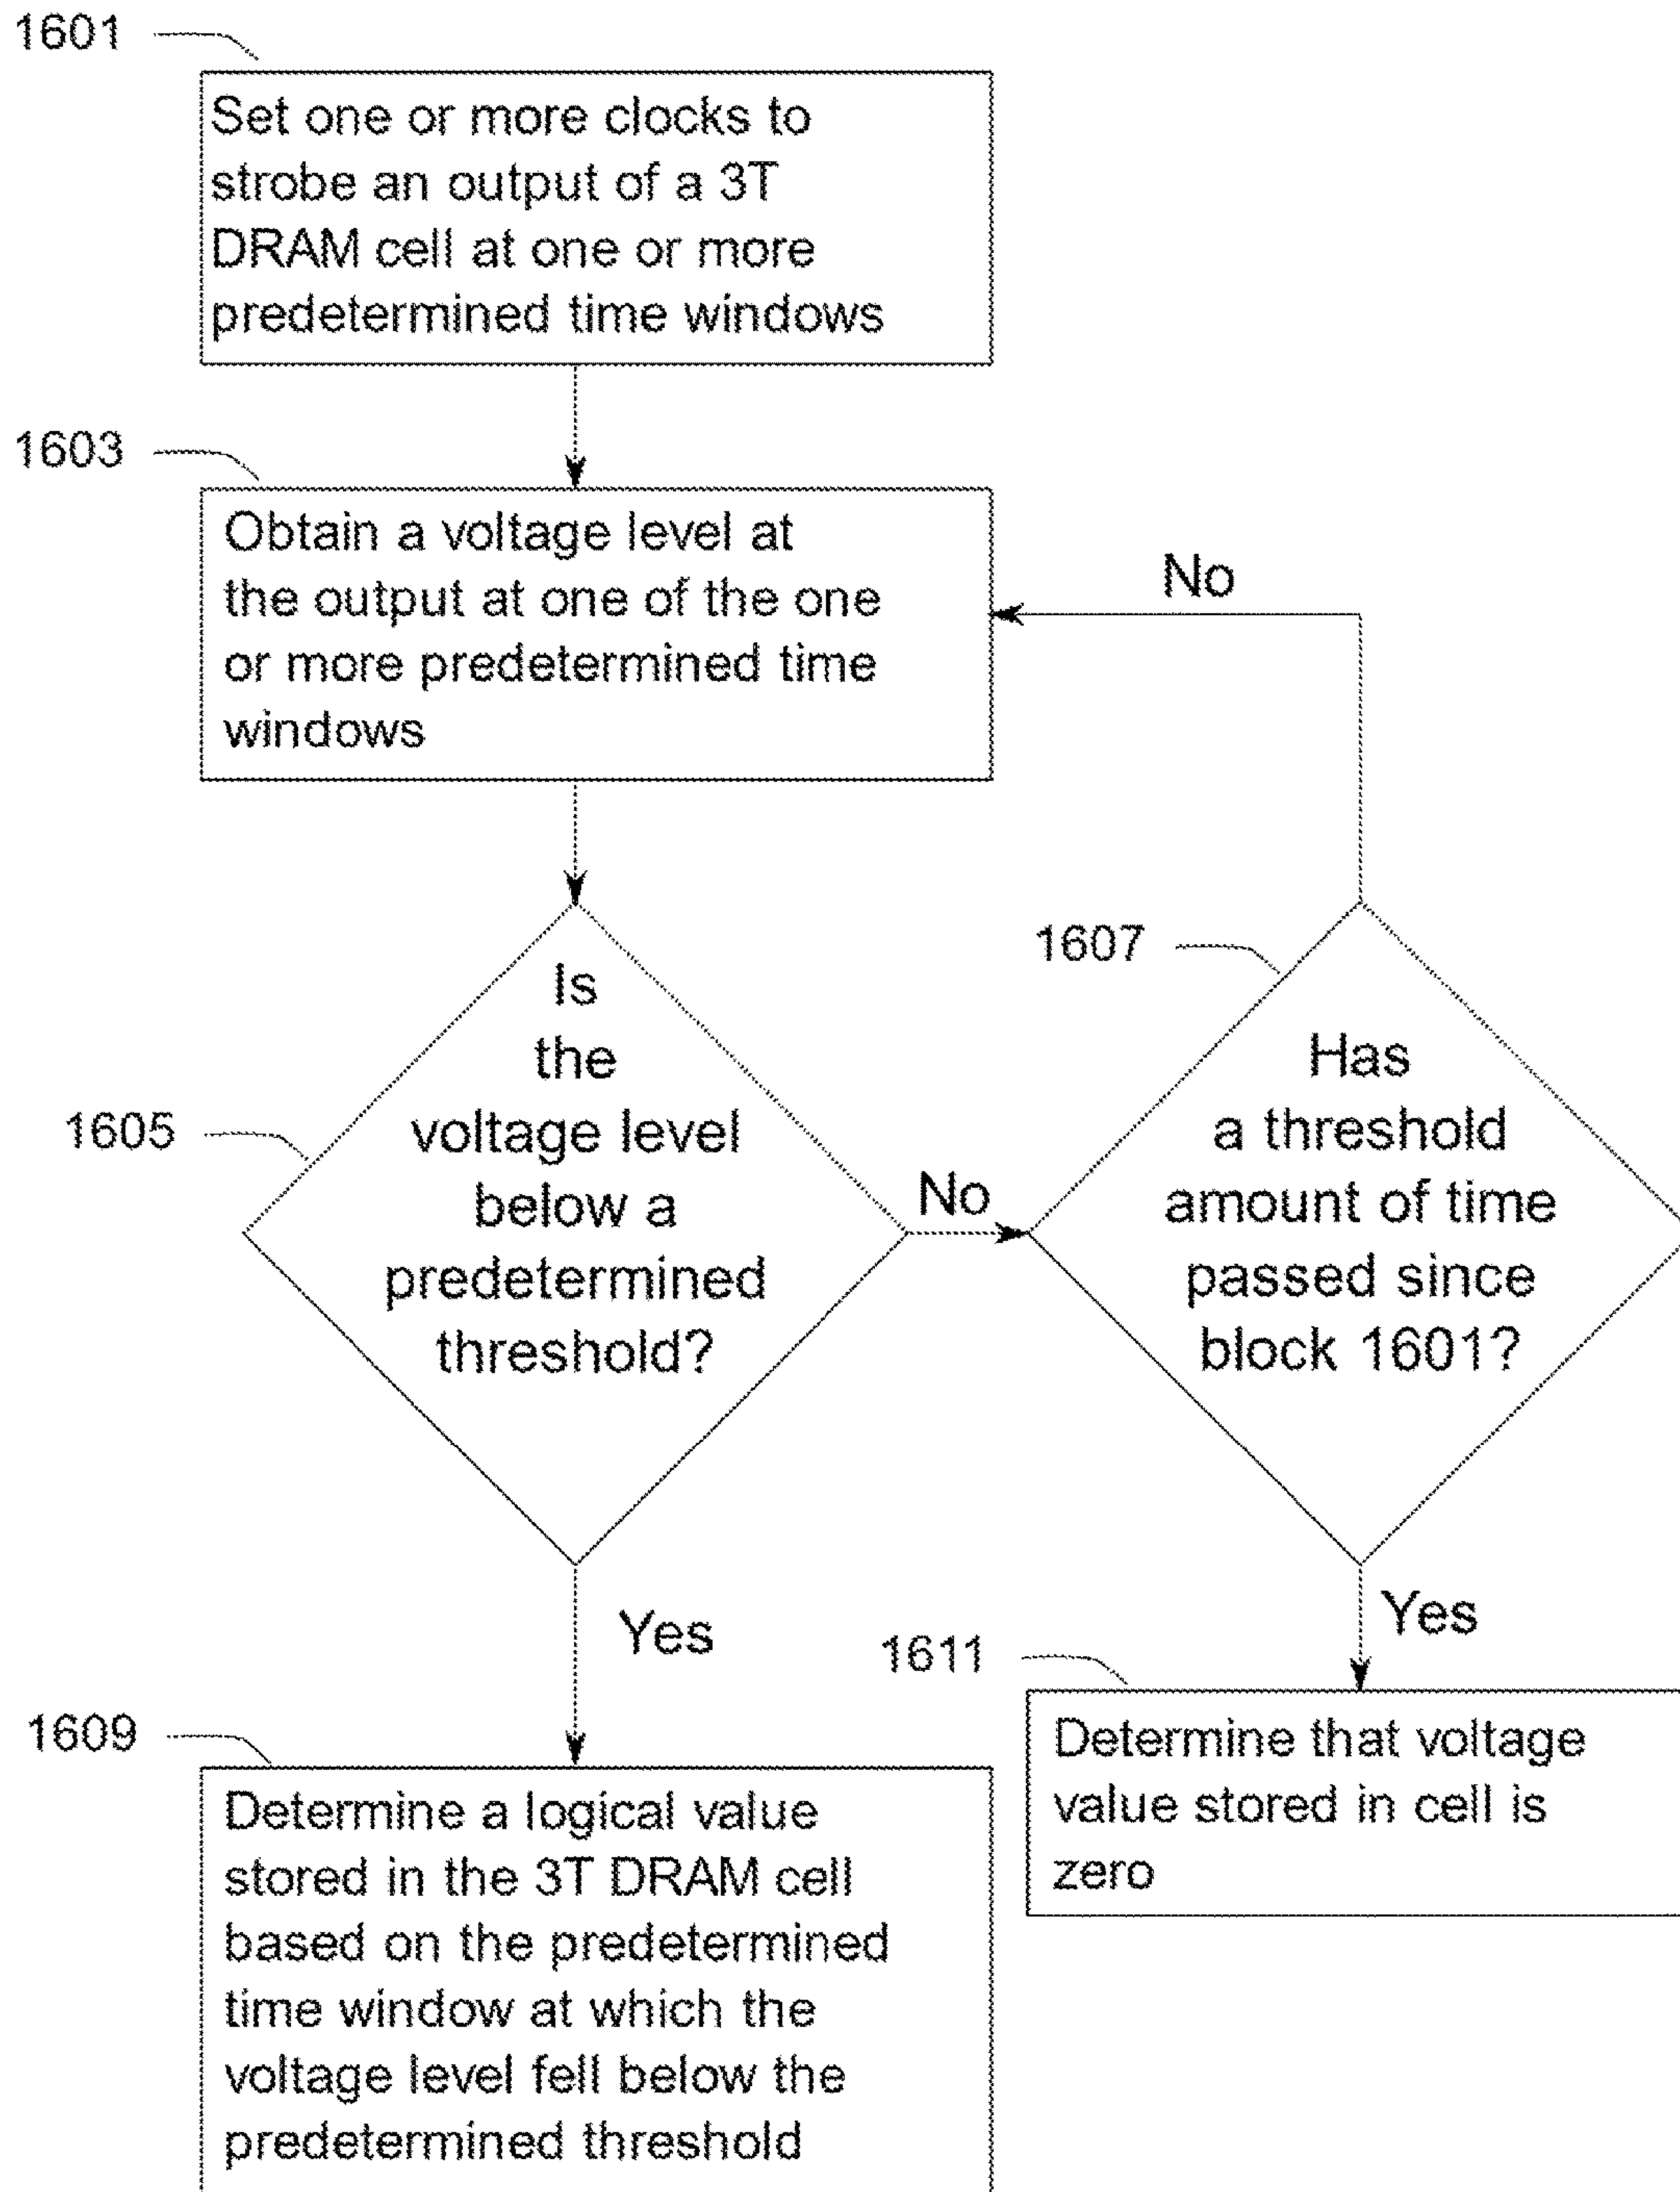 1601
Set one or more clocks to
strobe an output of a 3T
DRAM cell at one or more
predetermined time windows
1603
Obtain a voltage level at
the output at one of the one
or more predetermined time
windows
No
1605
Is
the
voltage level
below a
predetermined
threshold?
No
1607
Has
a threshold
amount of time
passed since
block 1601?
Yes
Yes
1609
Determine a logical value
stored in the 3T DRAM cell
based on the predetermined
time window at which the
voltage level fell below the
predetermined threshold
1611
Determine that voltage
value stored in cell is
zero